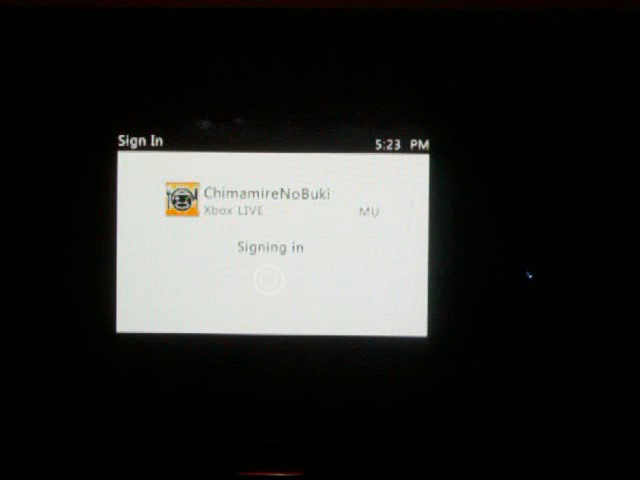 Sign In 5:23 PM
ChimamireNoBuki
Xbox LIVE MU
Signing in